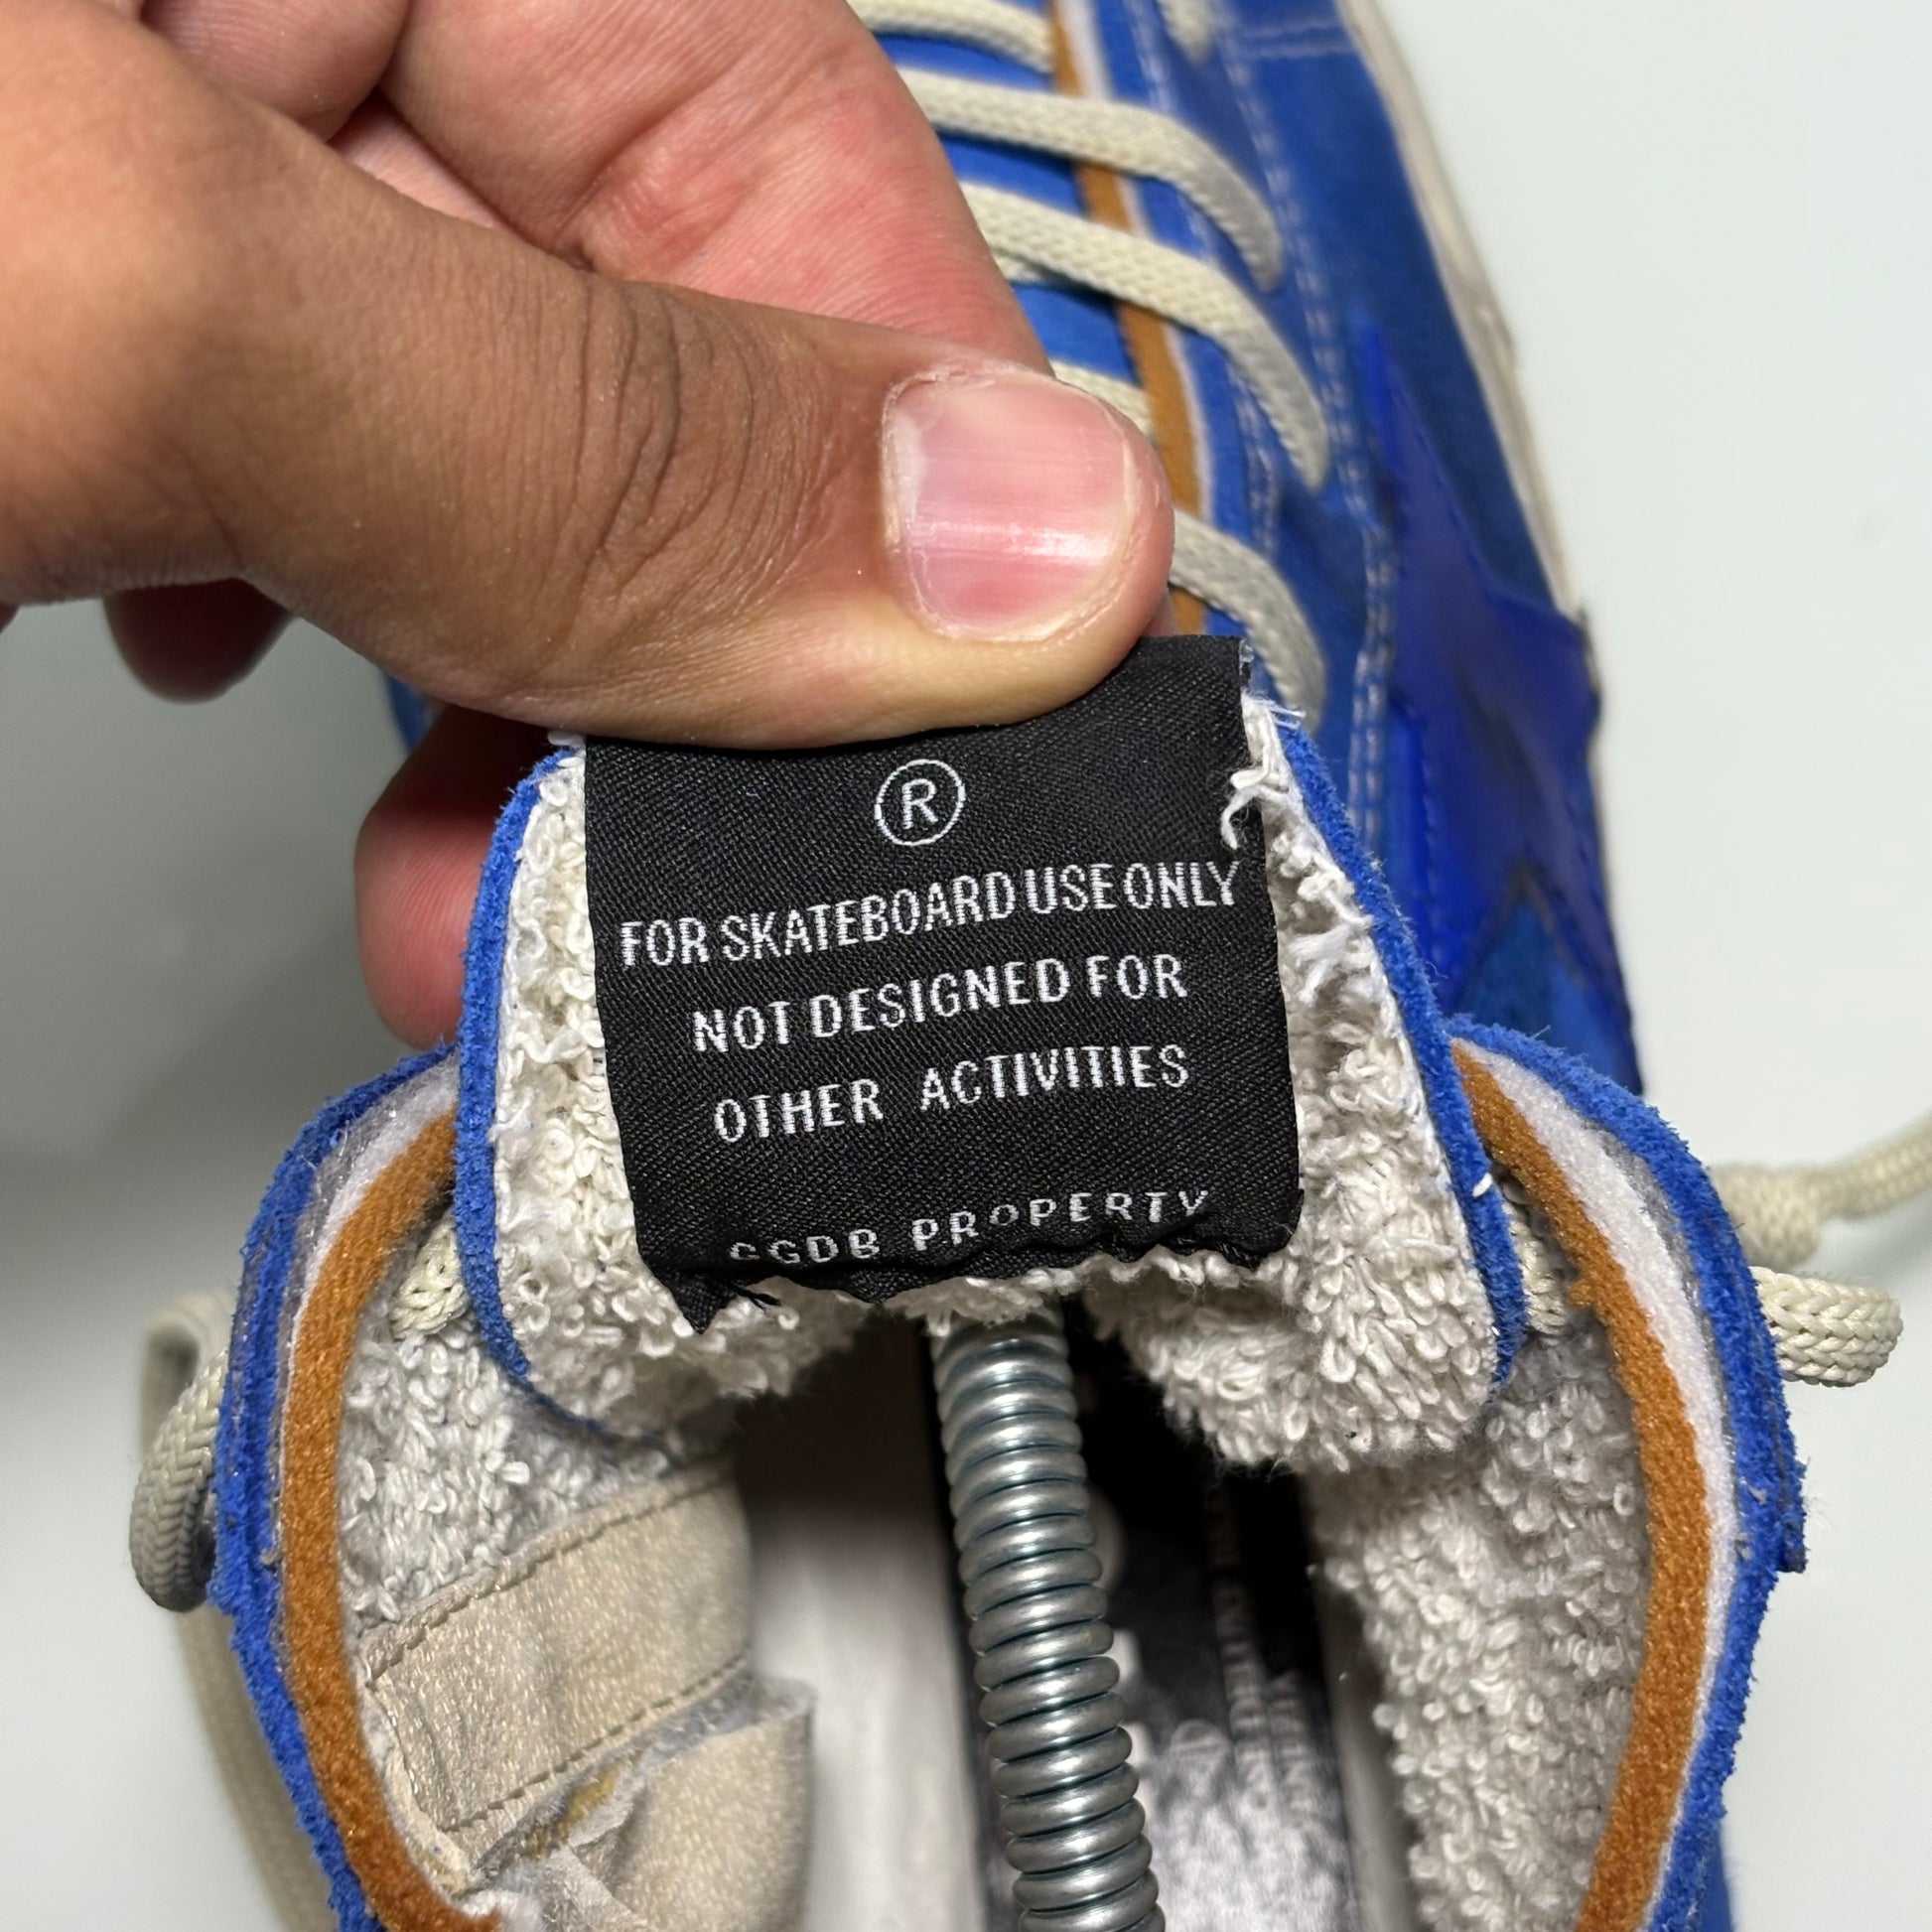 ®
FOR SKATEBOARD USE ONLY
NOT DESIGNED FOR
OTHER ACTIVITIES
GGDB PROPERTY